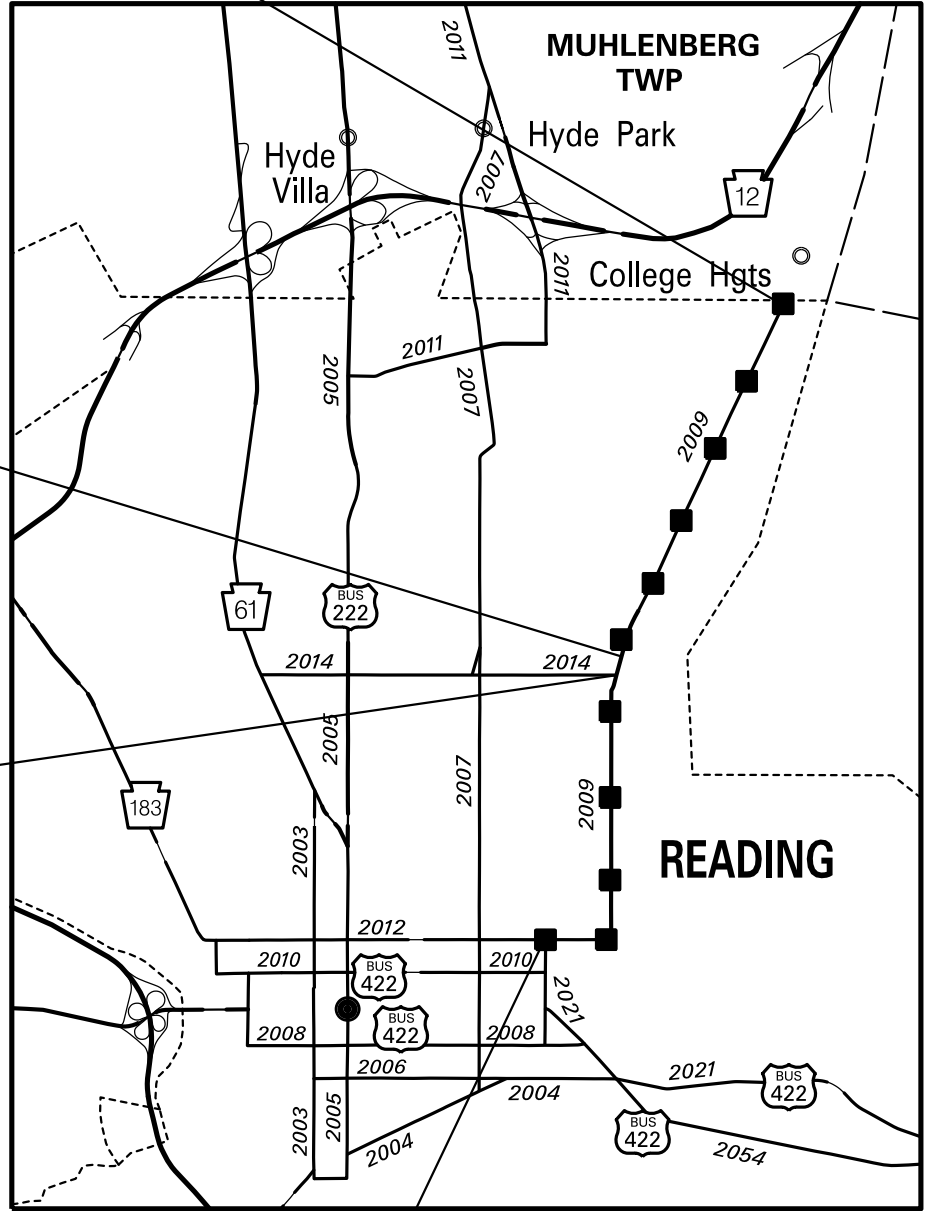 2011
MUHLENBERG
TWP
Hyde Park
Hyde
Villa
2007
12
2011
College Hgts
2011
2005
2007
2009
61
BUS
222
2014
2014
2005
2007
183
2009
2003
READING
2012
2010
BUS
422
2010
2021
BUS
422
2008
2008
2006
2021
BUS
422
2004
2003
2005
2004
BUS
422
2054